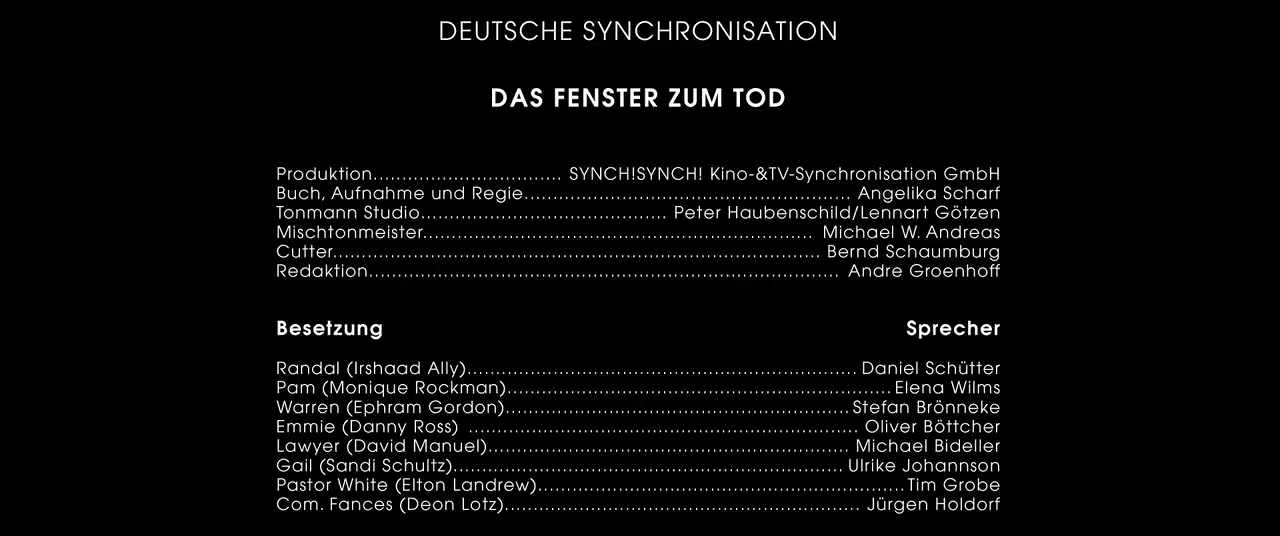 DEUTSCHE SYNCHRONISATION
DAS FENSTER ZUM TOD
Produktion................................ SYNCH!SYNCH! Kino-&TV-Synchronisation GmbH
Buch, Aufnahme und Regie........................................................ Angelika Scharf
Tonmann Studio.......................................... Peter Haubenschild/Lennart Götzen
Mischtonmeister................................................................... Michael W. Andreas
Cutter.................................................................................... Bernd Schaumburg
Redaktion................................................................................. Andre Groenhoff
Besetzung Sprecher
Randal (Irshaad Ally)................................................................... Daniel Schütter
Pam (Monique Rockman)..................................................................Elena Wilms
Warren (Ephram Gordon)...........................................................Stefan Brönneke
Emmie (Danny Ross) ................................................................... Oliver Böttcher
Lawyer (David Manuel).............................................................. Michael Bideller
Gail (Sandi Schultz)................................................................... Ulrike Johannson
Pastor White (Elton Landrew)...............................................................Tim Grobe
Com. Fances (Deon Lotz)............................................................. Jürgen Holdorf